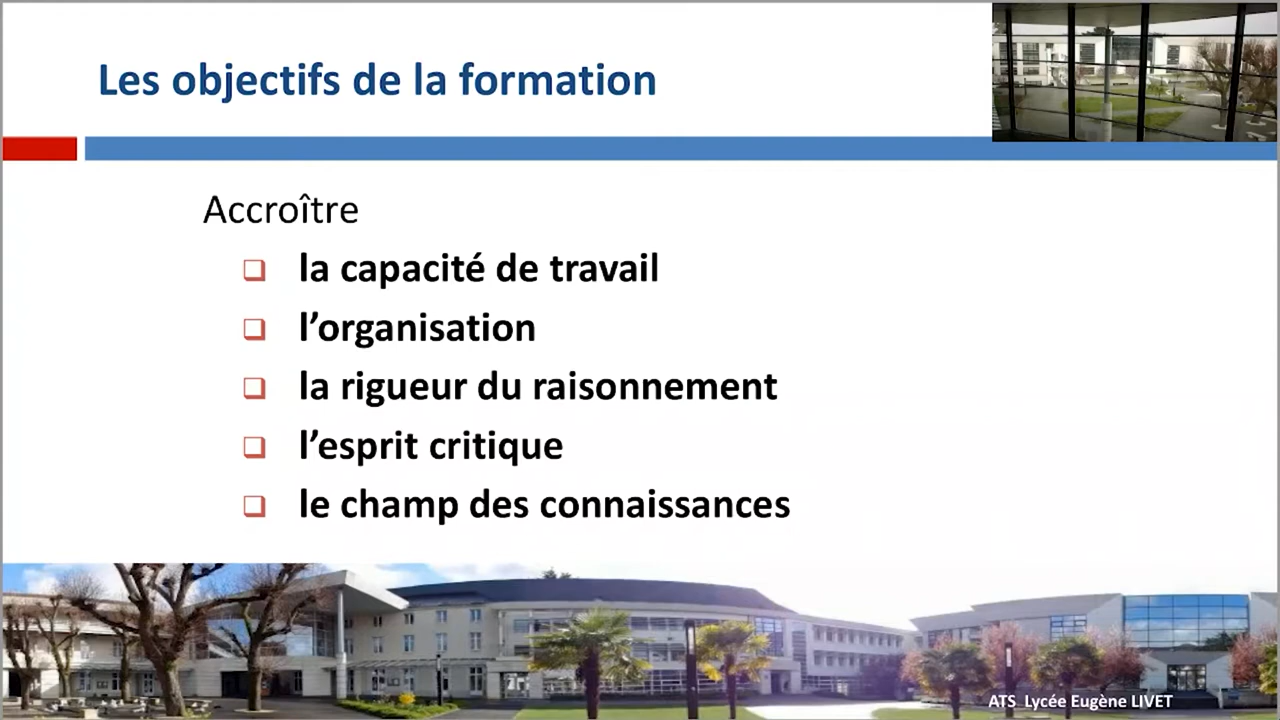 Les objectifs de la formation
Accroître
la capacité de travail
l’organisation
la rigueur du raisonnement
l’esprit critique
le champ des connaissances
ATS Lycée Eugène LIVET